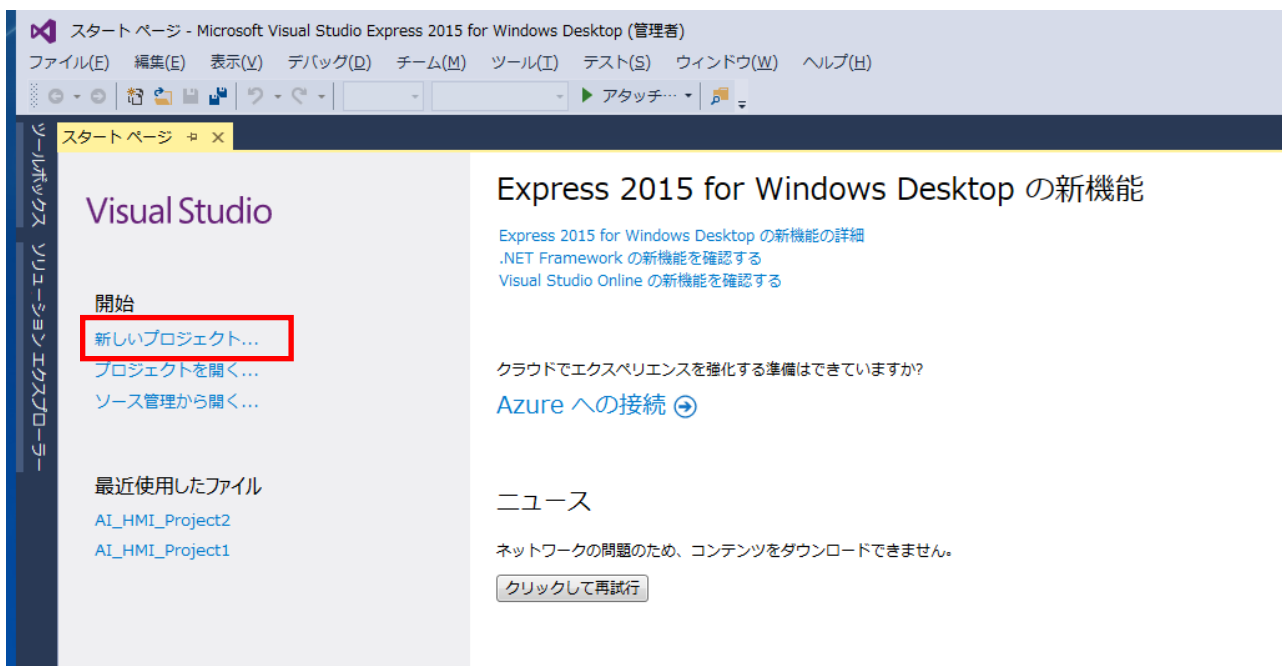 スタート ページ - Microsoft Visual Studio Express 2015 for Windows Desktop (管理者)
ファイル(F) 編集(E) 表示(V) デバッグ(D) チーム(M) ツール(T) テスト(S) ウィンドウ(W) ヘルプ(H)
アタッチ…
ツールボックス
ソリューション エクスプローラー
スタート ページ
Visual Studio
開始
新しいプロジェクト...
プロジェクトを開く...
ソース管理から開く...
最近使用したファイル
AI_HMI_Project2
AI_HMI_Project1
Express 2015 for Windows Desktop の新機能
Express 2015 for Windows Desktop の新機能の詳細
.NET Framework の新機能を確認する
Visual Studio Online の新機能を確認する
クラウドでエクスペリエンスを強化する準備はできていますか?
Azure への接続
ニュース
ネットワークの問題のため、コンテンツをダウンロードできません。
クリックして再試行